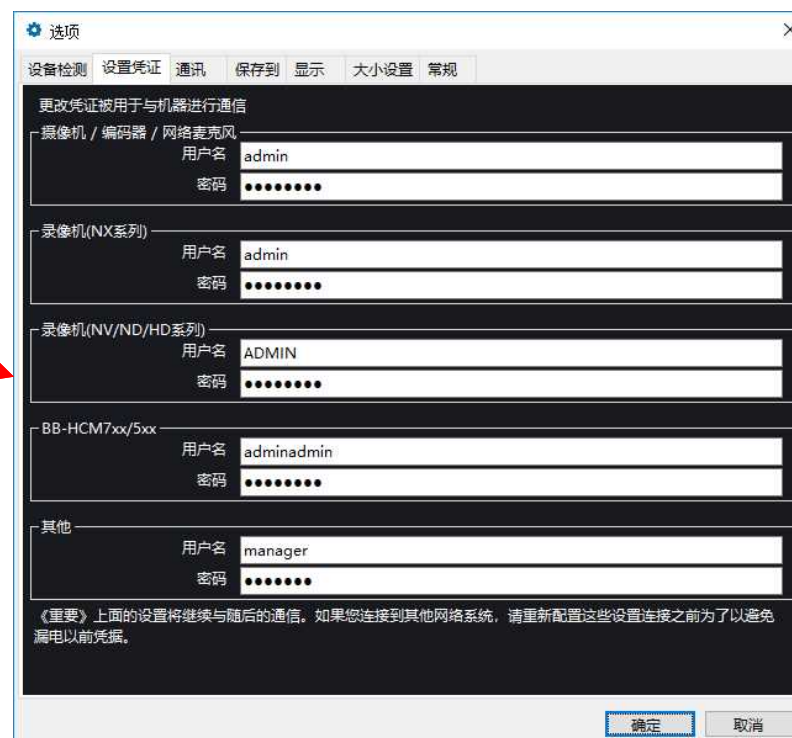 选项
设备检测 设置凭证 通讯 保存到 显示 大小设置 常规
更改凭证被用于与机器进行通信
摄像机 / 编码器 / 网络麦克风
用户名 admin
密码 ●●●●●●●●
录像机(NX系列)
用户名 admin
密码 ●●●●●●●●
录像机(NV/ND/HD系列)
用户名 ADMIN
密码 ●●●●●●●●
BB-HCM7xx/5xx
用户名 adminadmin
密码 ●●●●●●●●
其他
用户名 manager
密码 ●●●●●●●
《重要》上面的设置将继续与随后的通信。如果您连接到其他网络系统，请重新配置这些设置连接之前为了以避免
漏电以前凭据。
确定 取消